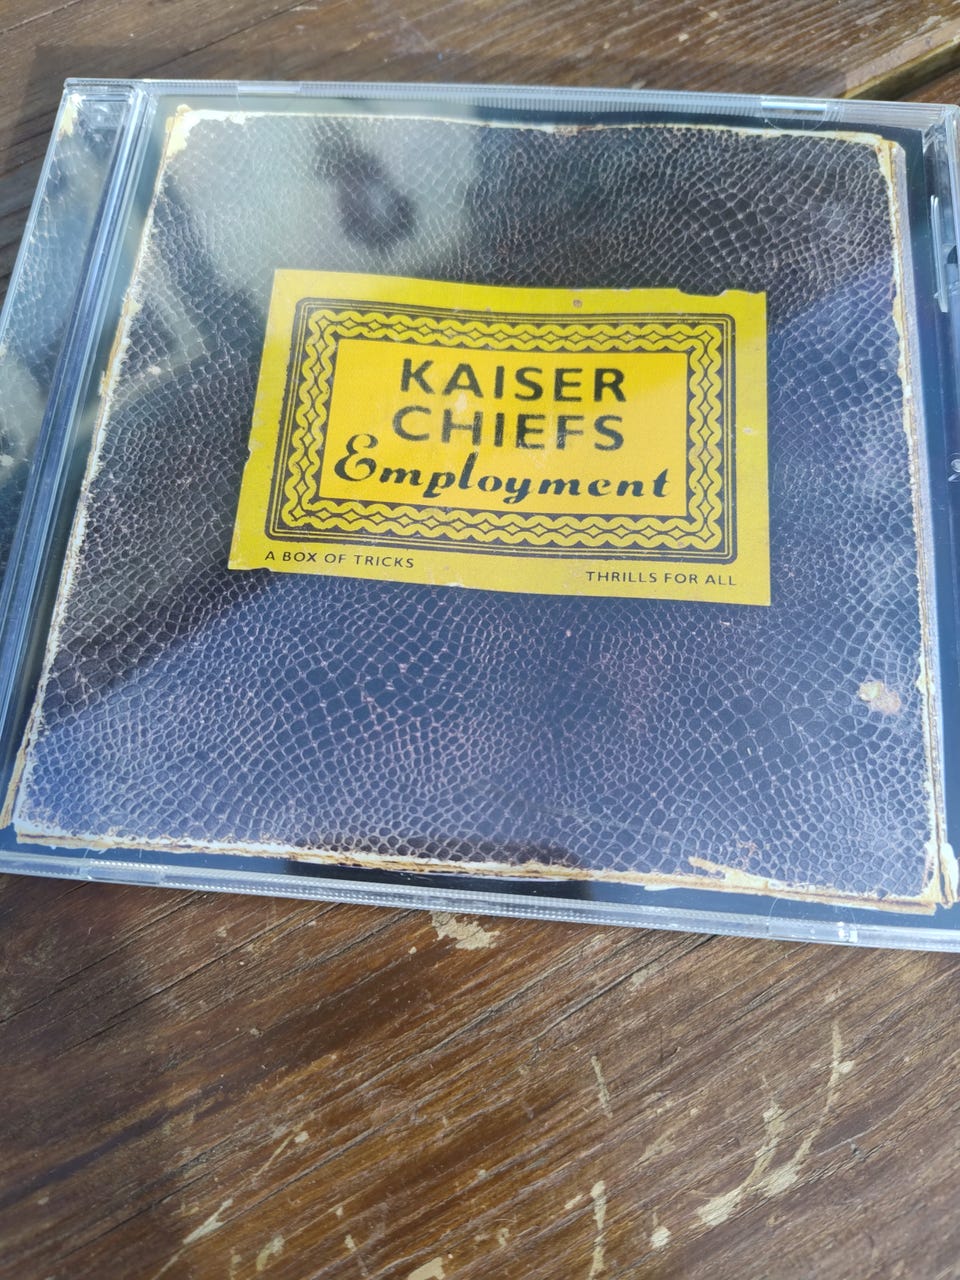 KAISER
CHIEFS
Employment
A BOX OF TRICKS
THRILLS FOR ALL